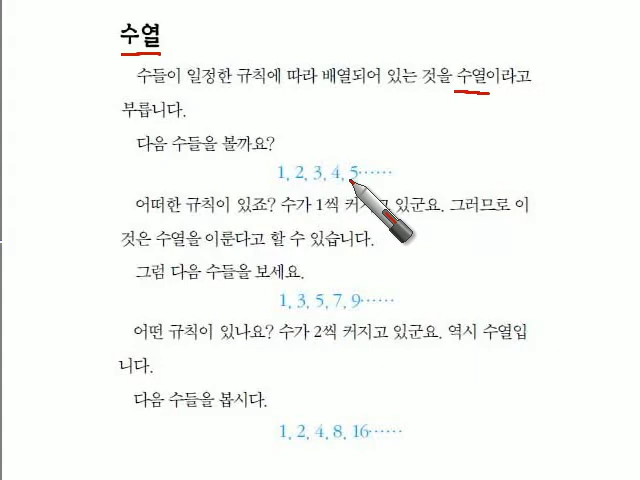 수열
수들이 일정한 규칙에 따라 배열되어 있는 것을 수열이라고
부릅니다.
다음 수들을 볼까요?
1, 2, 3, 4, 5……
어떠한 규칙이 있죠? 수가 1씩 커지고 있군요. 그러므로 이
것은 수열을 이룬다고 할 수 있습니다.
그럼 다음 수들을 보세요.
1, 3, 5, 7, 9……
어떤 규칙이 있나요? 수가 2씩 커지고 있군요. 역시 수열입
니다.
다음 수들을 봅시다.
1, 2, 4, 8, 16……